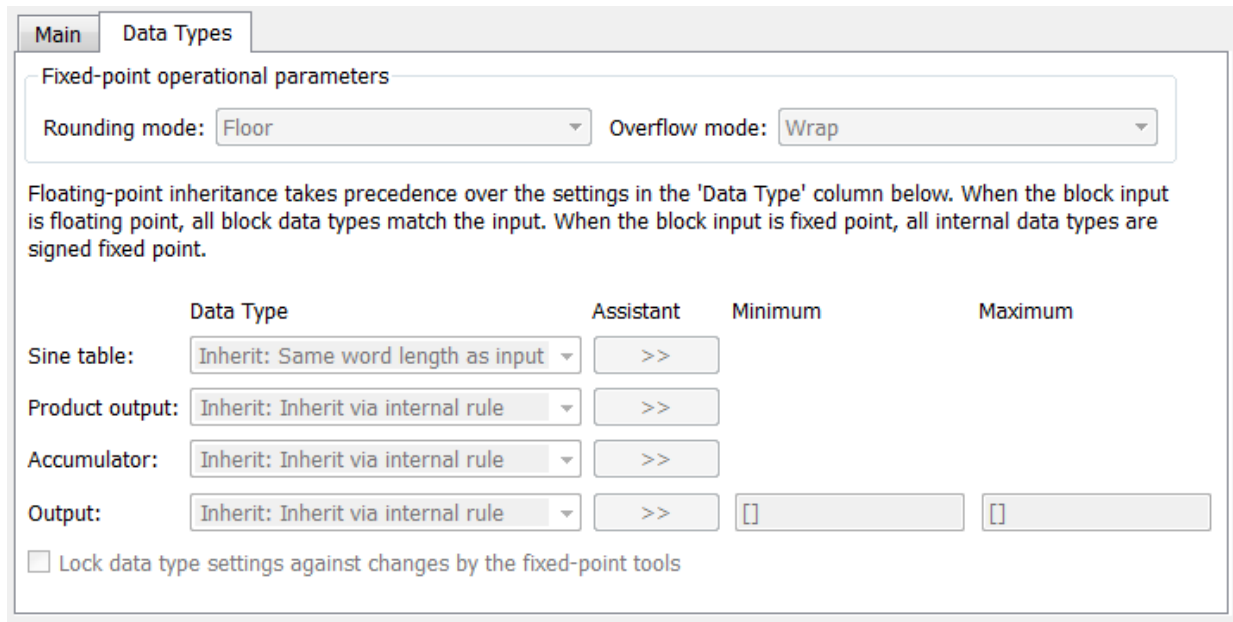 Main Data Types
Fixed-point operational parameters
Rounding mode: Floor Overflow mode: Wrap
Floating-point inheritance takes precedence over the settings in the 'Data Type' column below. When the block input
is floating point, all block data types match the input. When the block input is fixed point, all internal data types are
signed fixed point.
Data Type Assistant Minimum Maximum
Sine table: Inherit: Same word length as input >>
Product output: Inherit: Inherit via internal rule >>
Accumulator: Inherit: Inherit via internal rule >>
Output: Inherit: Inherit via internal rule >> [] []
Lock data type settings against changes by the fixed-point tools